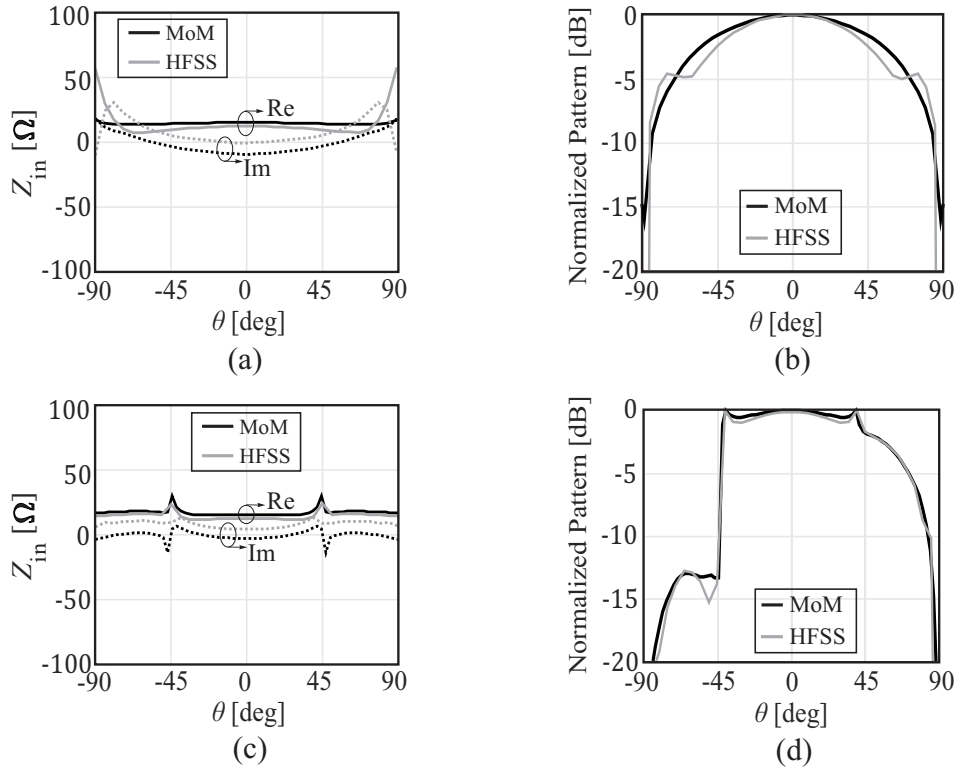 100
50
0
-50
-100
Z_in [Ω]
MoM
HFSS
Re
Im
-90 -45 0 45 90
θ [deg]
(a)
0
-5
-10
-15
-20
Normalized Pattern [dB]
MoM
HFSS
-90 -45 0 45 90
θ [deg]
(b)
100
50
0
-50
-100
Z_in [Ω]
MoM
HFSS
Re
Im
-90 -45 0 45 90
θ [deg]
(c)
0
-5
-10
-15
-20
Normalized Pattern [dB]
MoM
HFSS
-90 -45 0 45 90
θ [deg]
(d)